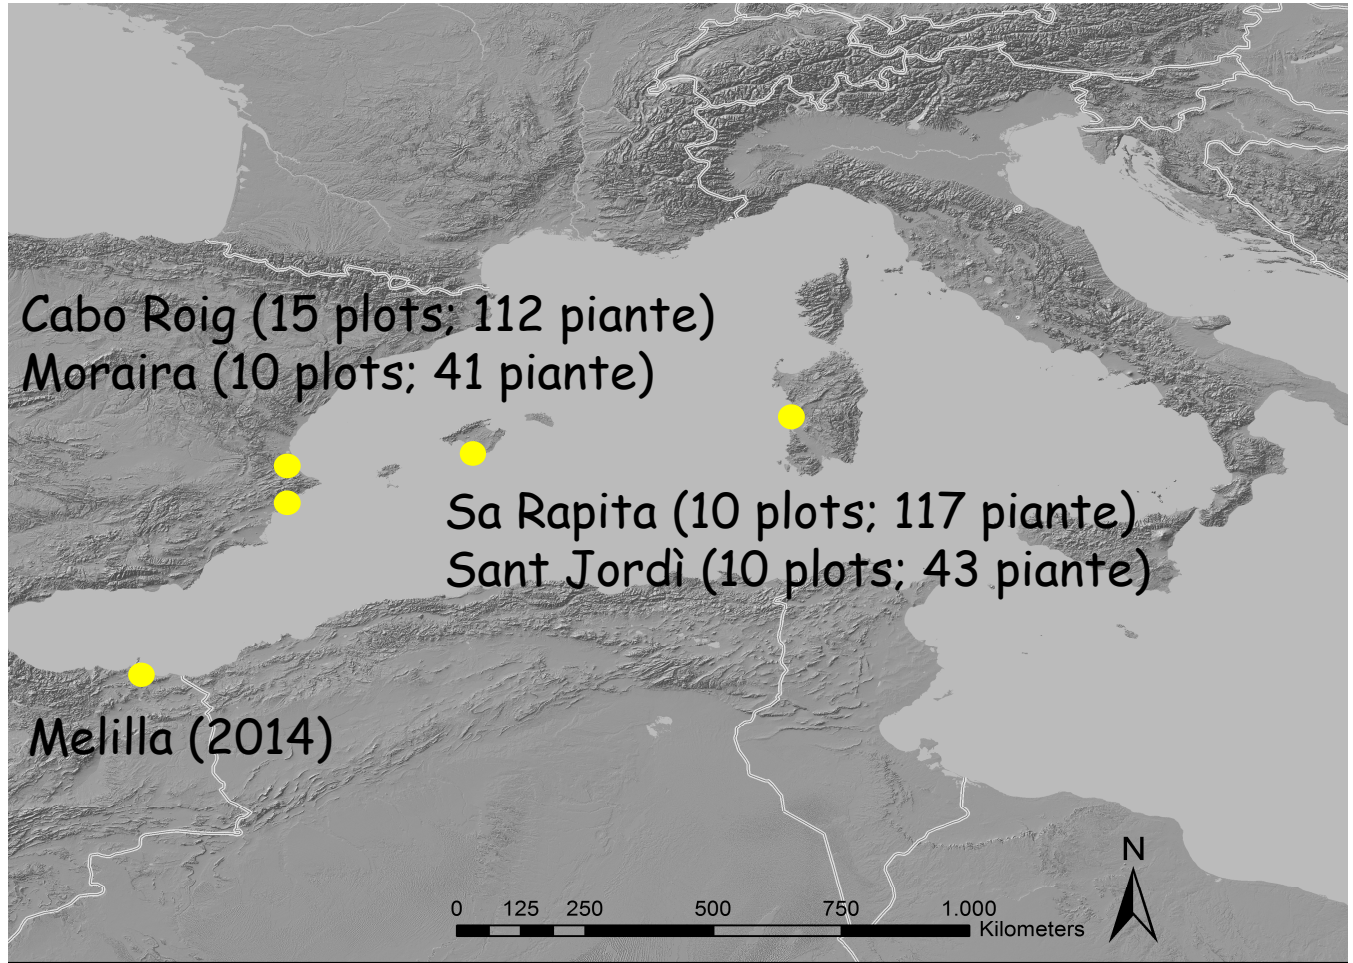 Cabo Roig (15 plots; 112 piante)
Moraira (10 plots; 41 piante)
Sa Rapita (10 plots; 117 piante)
Sant Jordì (10 plots; 43 piante)
Melilla (2014)
N
0 125 250 500 750 1.000
Kilometers